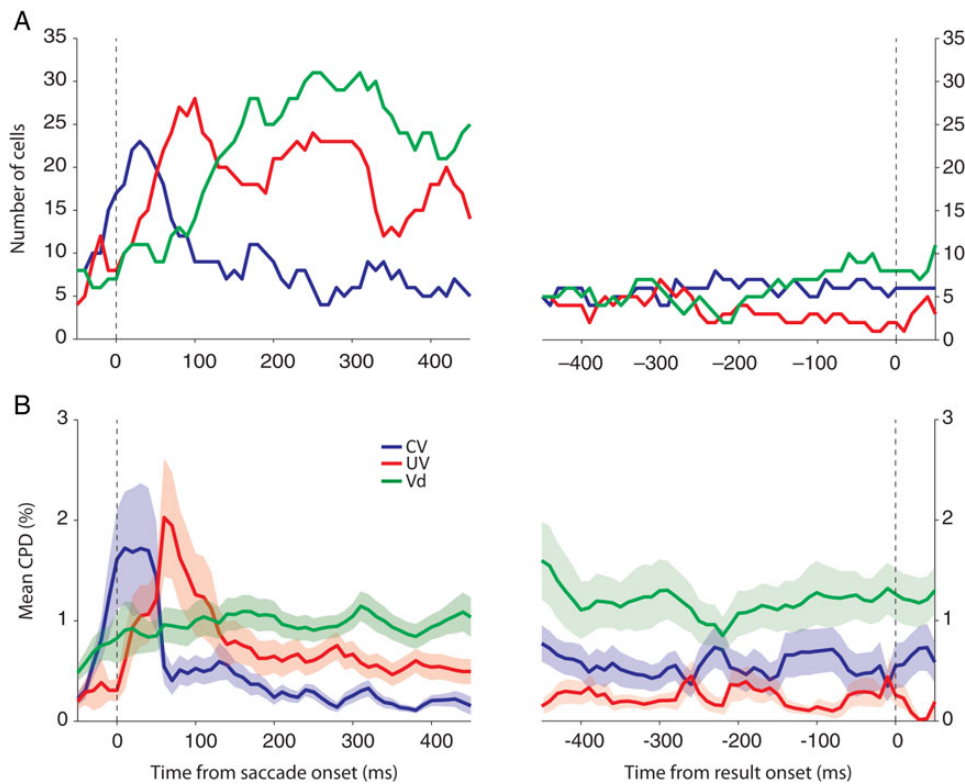 A
35
30
25
20
15
10
5
0
Number of cells
0 100 200 300 400
35
30
25
20
15
10
5
0
–400 –300 –200 –100 0
B
3
2
1
0
Mean CPD (%)
CV
UV
Vd
0 100 200 300 400
Time from saccade onset (ms)
3
2
1
0
-400 -300 -200 -100 0
Time from result onset (ms)